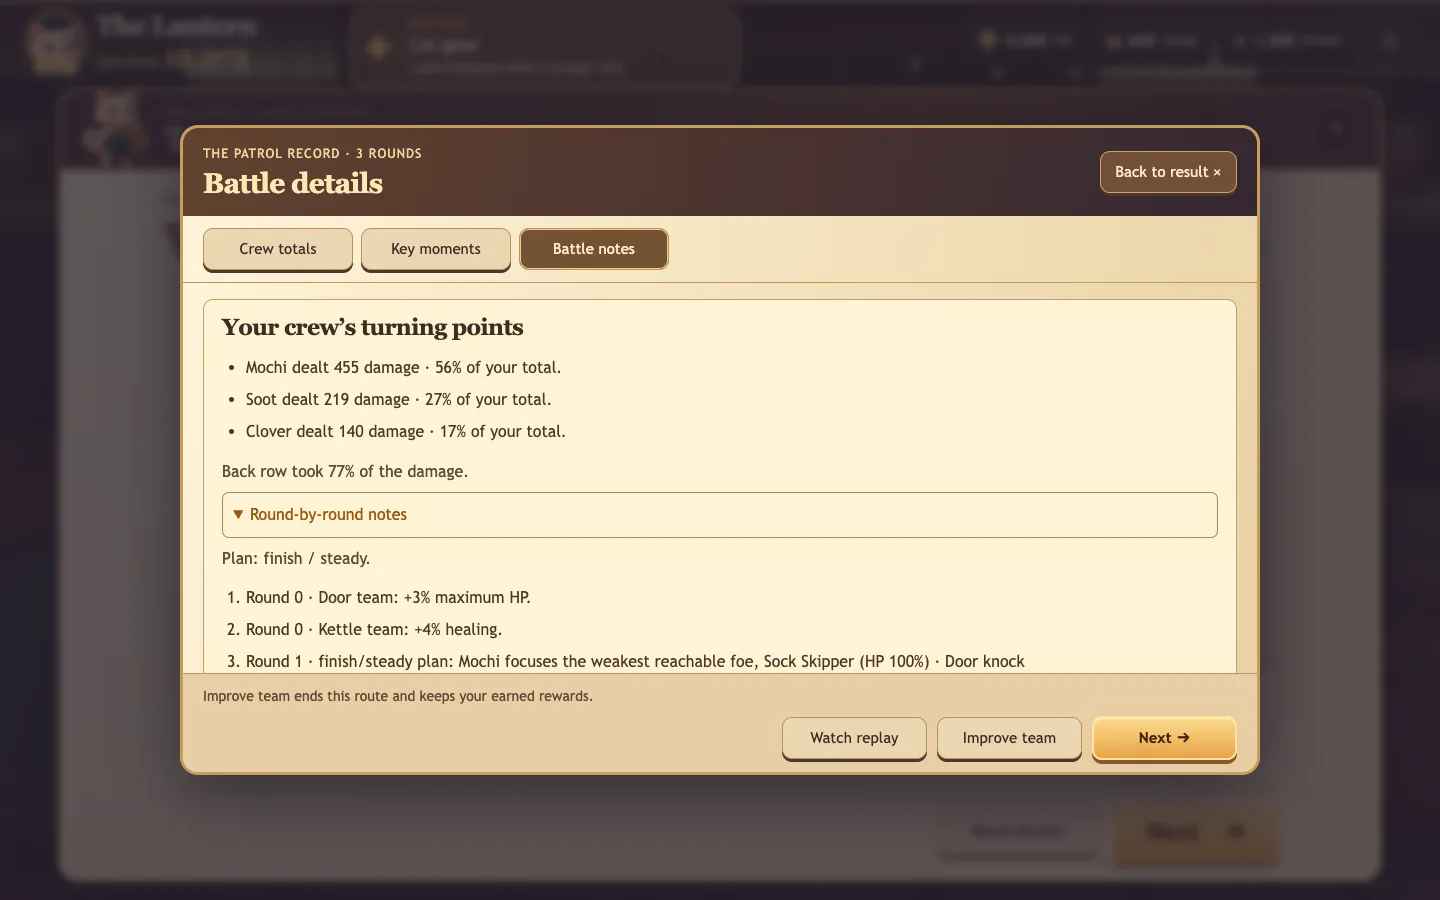 The Lantern
THE PATROL RECORD · 3 ROUNDS
Battle details
Back to result ×
Crew totals
Key moments
Battle notes
Your crew’s turning points
• Mochi dealt 455 damage · 56% of your total.
• Soot dealt 219 damage · 27% of your total.
• Clover dealt 140 damage · 17% of your total.
Back row took 77% of the damage.
▼ Round-by-round notes
Plan: finish / steady.
1. Round 0 · Door team: +3% maximum HP.
2. Round 0 · Kettle team: +4% healing.
3. Round 1 · finish/steady plan: Mochi focuses the weakest reachable foe, Sock Skipper (HP 100%) · Door knock
Improve team ends this route and keeps your earned rewards.
Watch replay
Improve team
Next →
Next →